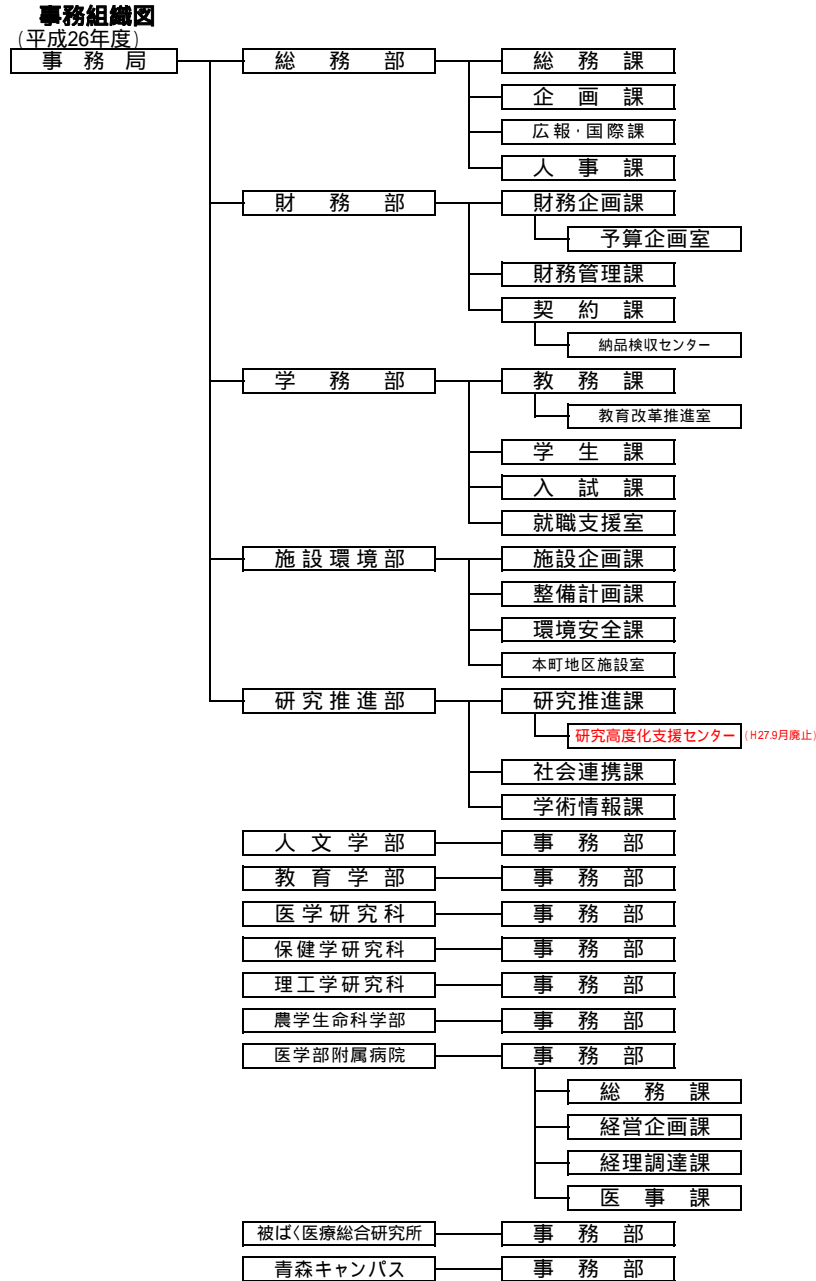 事務組織図
(平成26年度)
事務局 総務部 総務課
企画課
広報・国際課
人事課
財務部 財務企画課
予算企画室
財務管理課
契約課
納品検収センター
学務部 教務課
教育改革推進室
学生課
入試課
就職支援室
施設環境部 施設企画課
整備計画課
環境安全課
本町地区施設室
研究推進部 研究推進課
研究高度化支援センター (H27.9月廃止)
社会連携課
学術情報課
人文学部 事務部
教育学部 事務部
医学研究科 事務部
保健学研究科 事務部
理工学研究科 事務部
農学生命科学部 事務部
医学部附属病院 事務部
総務課
経営企画課
経理調達課
医事課
被ばく医療総合研究所 事務部
青森キャンパス 事務部